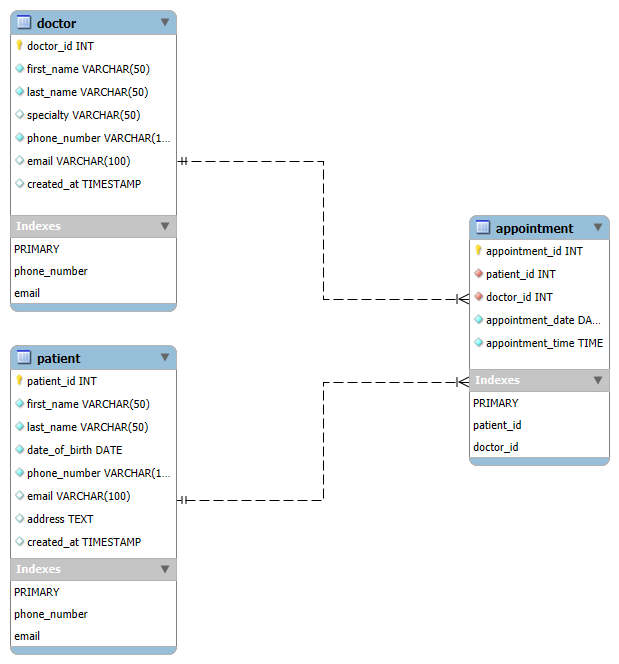 doctor
doctor_id INT
first_name VARCHAR(50)
last_name VARCHAR(50)
specialty VARCHAR(50)
phone_number VARCHAR(1...
email VARCHAR(100)
created_at TIMESTAMP
Indexes
PRIMARY
phone_number
email
patient
patient_id INT
first_name VARCHAR(50)
last_name VARCHAR(50)
date_of_birth DATE
phone_number VARCHAR(1...
email VARCHAR(100)
address TEXT
created_at TIMESTAMP
Indexes
PRIMARY
phone_number
email
appointment
appointment_id INT
patient_id INT
doctor_id INT
appointment_date DA...
appointment_time TIME
Indexes
PRIMARY
patient_id
doctor_id